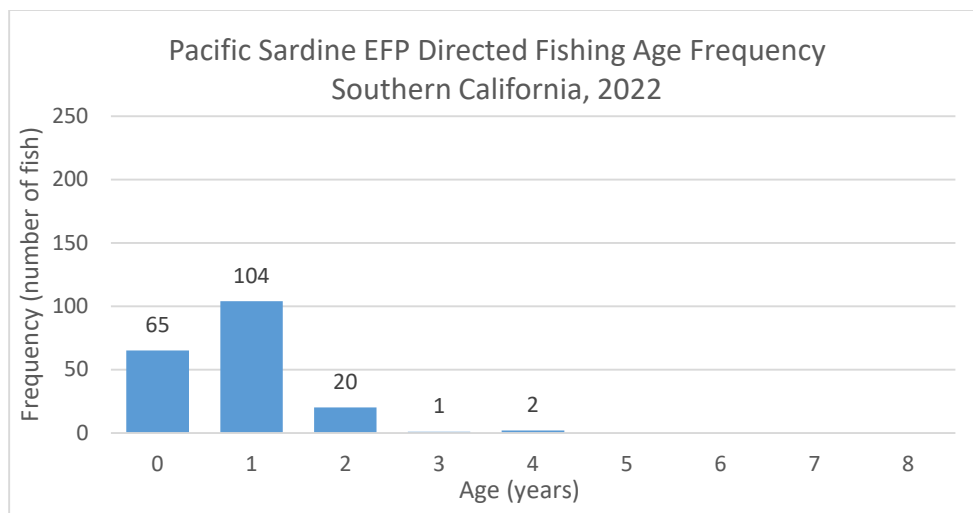 Pacific Sardine EFP Directed Fishing Age Frequency
Southern California, 2022
Frequency (number of fish)
250
200
150
100
50
0
65
104
20
1
2
0 1 2 3 4 5 6 7 8
Age (years)